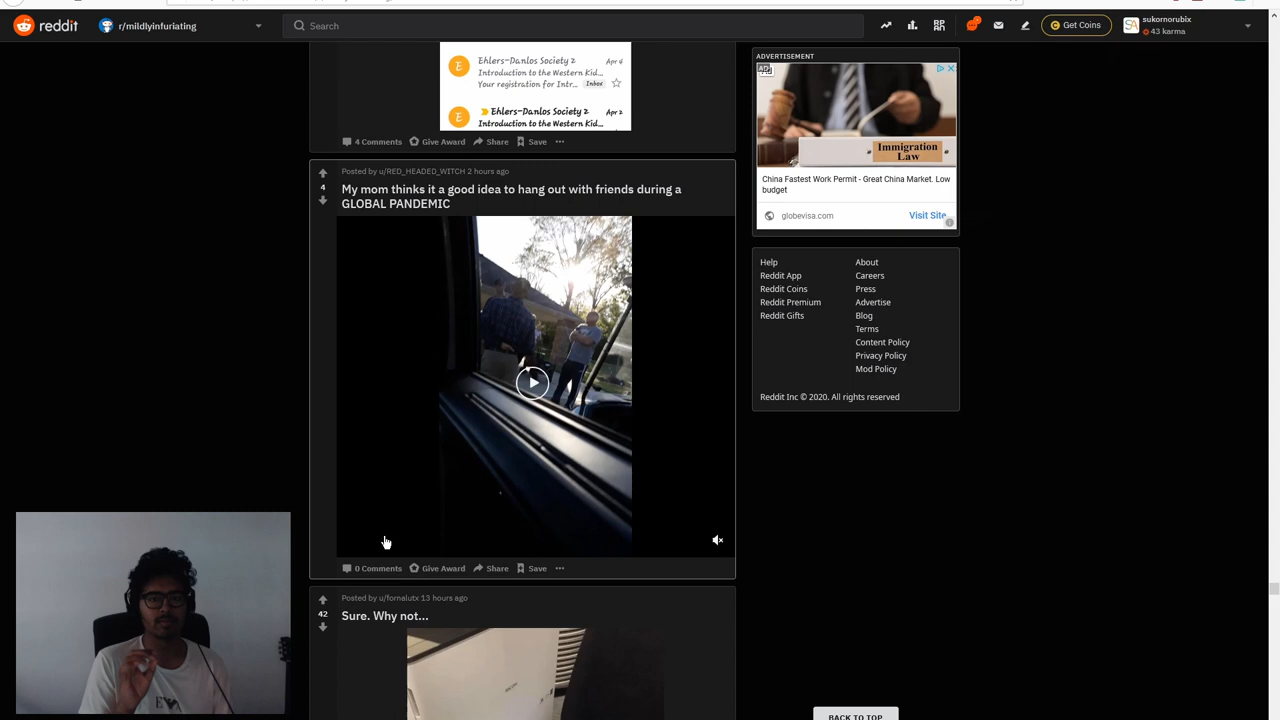 reddit
r/mildlyinfuriating
Search
Get Coins
sukornorubix
43 karma
Ehlers-Danlos Society 2
Apr 4
Introduction to the Western Kid...
Your registration for Intr...
Inbox
Ehlers-Danlos Society 2
Apr 2
Introduction to the Western Kid...
4 Comments
Give Award
Share
Save
Posted by u/RED_HEADED_WITCH 2 hours ago
4
My mom thinks it a good idea to hang out with friends during a
GLOBAL PANDEMIC
0 Comments
Give Award
Share
Save
Posted by u/fornalutx 13 hours ago
42
Sure. Why not...
ADVERTISEMENT
AD
Immigration
Law
China Fastest Work Permit - Great China Market. Low
budget
globevisa.com
Visit Site
Help
About
Reddit App
Careers
Reddit Coins
Press
Reddit Premium
Advertise
Reddit Gifts
Blog
Terms
Content Policy
Privacy Policy
Mod Policy
Reddit Inc © 2020. All rights reserved
BACK TO TOP